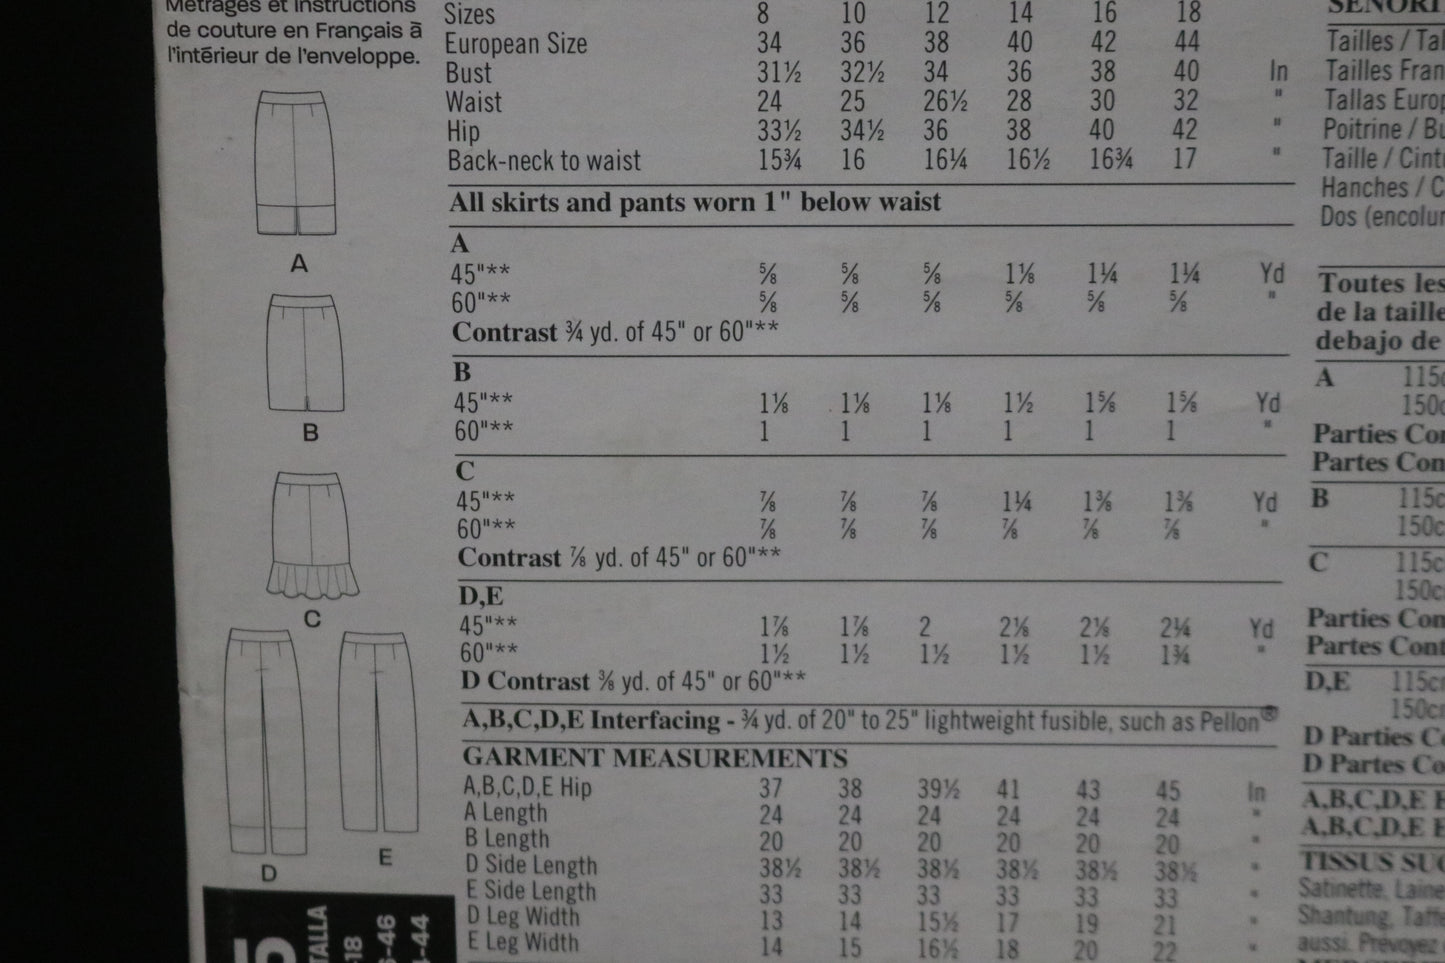 Métrages et Instructions
de couture en Français à
l'intérieur de l'enveloppe.
A
B
C
D
E
5
TALLA
-18
-46
-44
Sizes 8 10 12 14 16 18
European Size 34 36 38 40 42 44
Bust 31½ 32½ 34 36 38 40 In
Waist 24 25 26½ 28 30 32 "
Hip 33½ 34½ 36 38 40 42 "
Back-neck to waist 15¾ 16 16¼ 16½ 16¾ 17 "
All skirts and pants worn 1" below waist
A
45"** ⅝ ⅝ ⅝ 1⅛ 1¼ 1¼ Yd
60"** ⅝ ⅝ ⅝ ⅝ ⅝ ⅝ "
Contrast ¾ yd. of 45" or 60"**
B
45"** 1⅛ 1⅛ 1⅛ 1½ 1⅝ 1⅝ Yd
60"** 1 1 1 1 1 1 "
C
45"** ⅞ ⅞ ⅞ 1¼ 1⅜ 1⅜ Yd
60"** ⅞ ⅞ ⅞ ⅞ ⅞ ⅞ "
Contrast ⅞ yd. of 45" or 60"**
D,E
45"** 1⅞ 1⅞ 2 2⅛ 2⅛ 2¼ Yd
60"** 1½ 1½ 1½ 1½ 1½ 1¾ "
D Contrast ⅜ yd. of 45" or 60"**
A,B,C,D,E Interfacing - ¾ yd. of 20" to 25" lightweight fusible, such as Pellon®
GARMENT MEASUREMENTS
A,B,C,D,E Hip 37 38 39½ 41 43 45 In
A Length 24 24 24 24 24 24 "
B Length 20 20 20 20 20 20 "
D Side Length 38½ 38½ 38½ 38½ 38½ 38½ "
E Side Length 33 33 33 33 33 33 "
D Leg Width 13 14 15½ 17 19 21 "
E Leg Width 14 15 16½ 18 20 22 "
Tailles / Tal
Tailles Fran
Tallas Europ
Poitrine / Bu
Taille / Cint
Hanches / C
Dos (encolur
Toutes les
de la taille
debajo de
A 115c
150c
Parties Con
Partes Con
B 115c
150c
C 115c
150c
Parties Con
Partes Cont
D,E 115c
150c
D Parties C
D Partes Co
A,B,C,D,E E
A,B,C,D,E E
TISSUS SUG
Satinette, Laine
Shantung, Taffe
aussi. Prévoyez